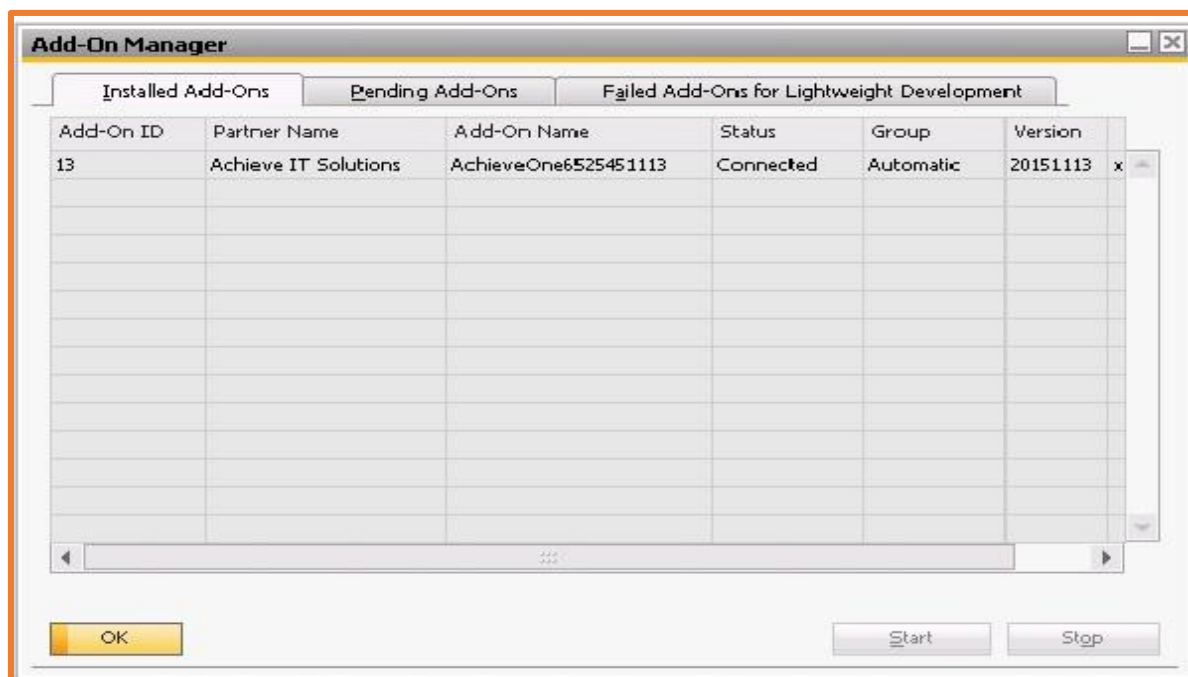 Add-On Manager
Installed Add-Ons Pending Add-Ons Failed Add-Ons for Lightweight Development
Add-On ID Partner Name Add-On Name Status Group Version
13 Achieve IT Solutions AchieveOne6525451113 Connected Automatic 20151113 x
OK Start Stop